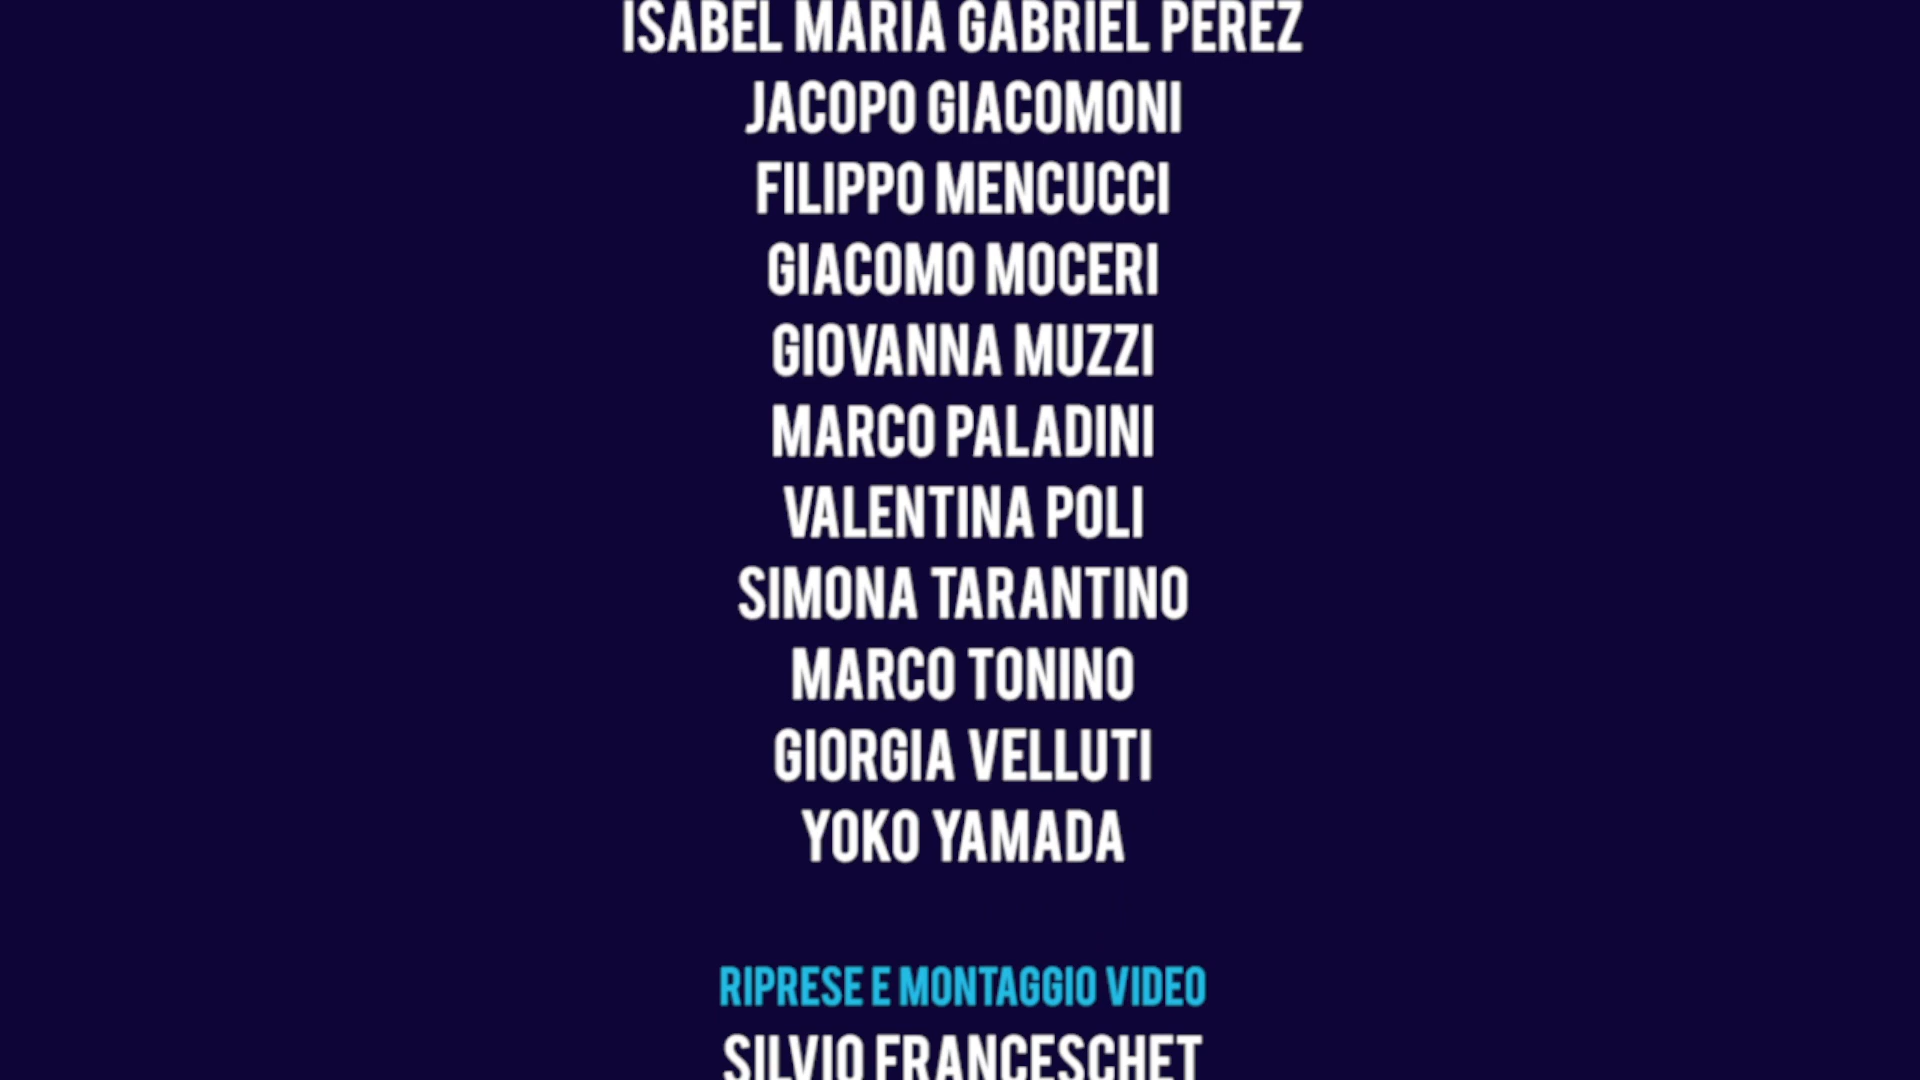 ISABEL MARIA GABRIEL PEREZ
JACOPO GIACOMONI
FILIPPO MENCUCCI
GIACOMO MOCERI
GIOVANNA MUZZI
MARCO PALADINI
VALENTINA POLI
SIMONA TARANTINO
MARCO TONINO
GIORGIA VELLUTI
YOKO YAMADA
RIPRESE E MONTAGGIO VIDEO
SILVIO FRANCESCHET